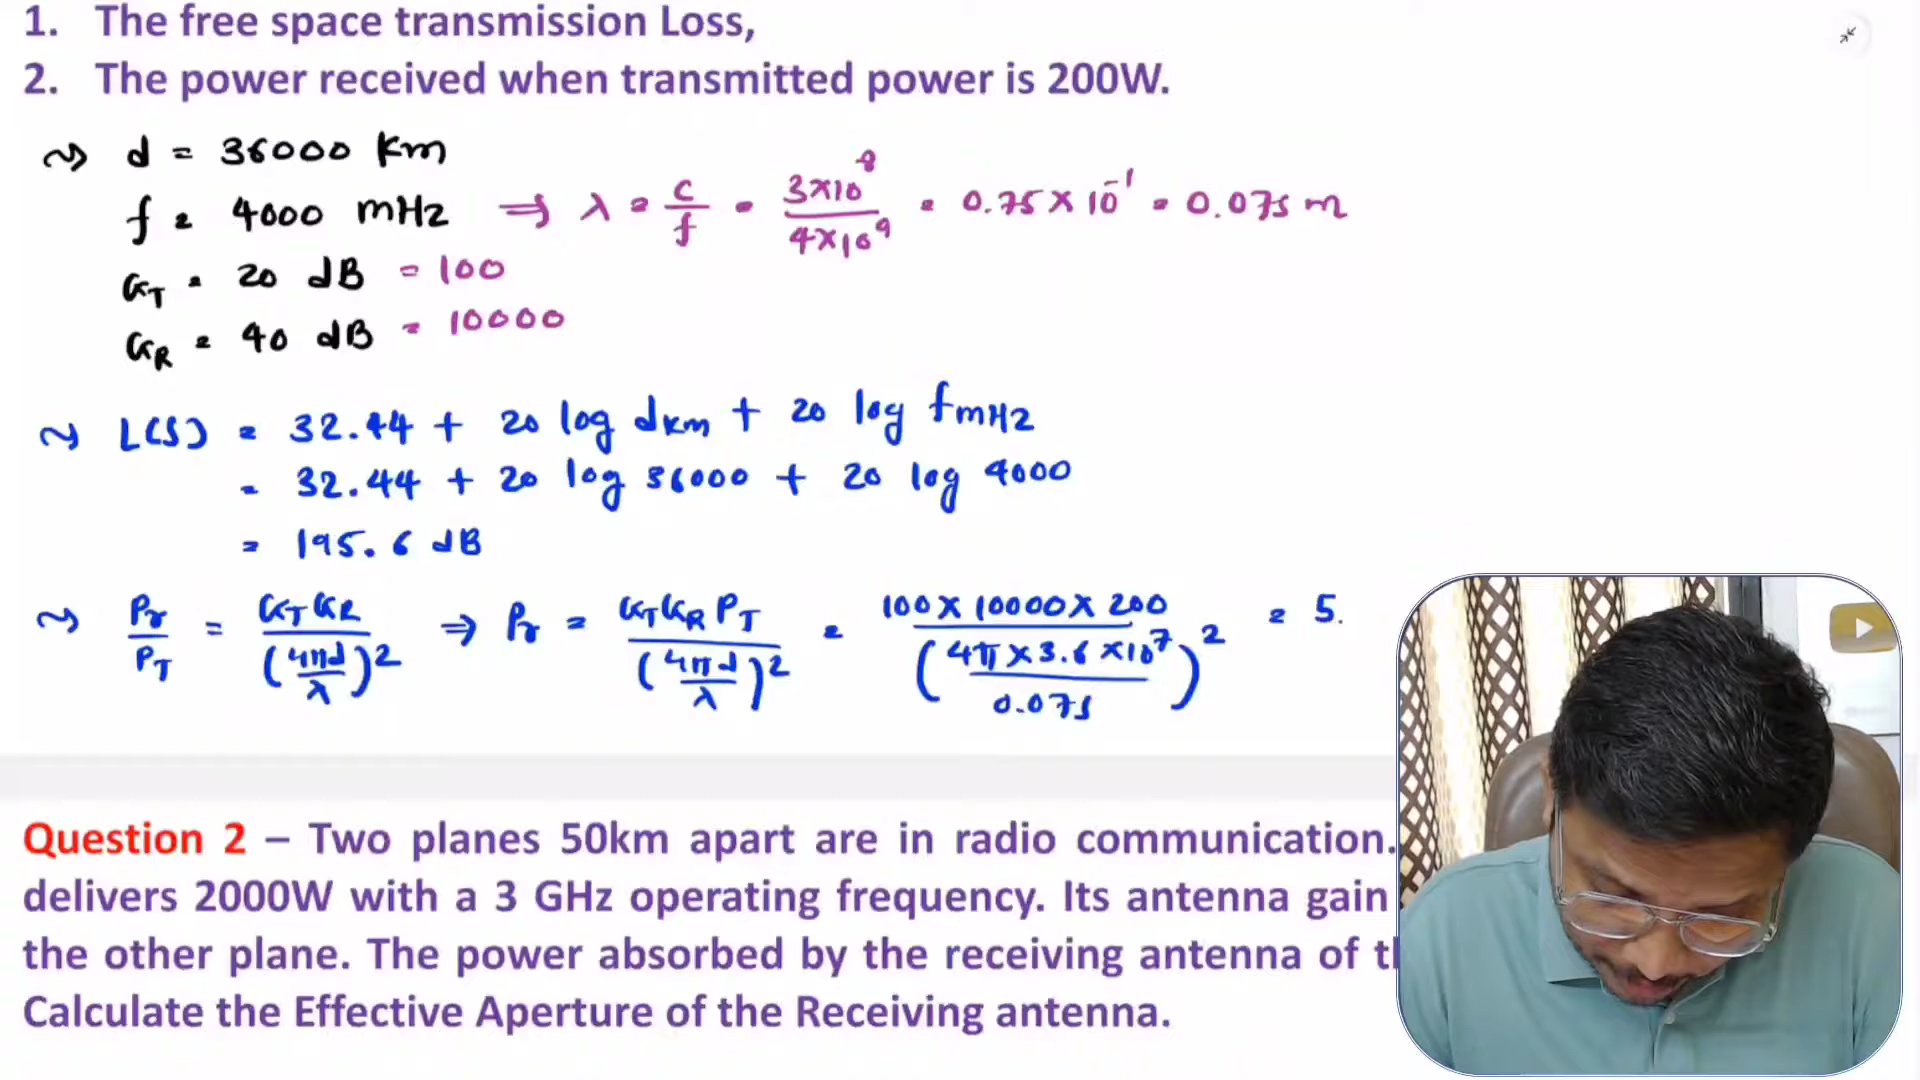 1. The free space transmission Loss,
2. The power received when transmitted power is 200W.
~> d = 36000 Km
f = 4000 mHz => λ = c/f = 3×10^8 / 4×10^9 = 0.75 × 10^-1 = 0.075 m
G_T = 20 dB = 100
G_R = 40 dB = 10000
~> L(S) = 32.44 + 20 log d_Km + 20 log f_mHz
= 32.44 + 20 log 36000 + 20 log 4000
= 195.6 dB
~> P_r / P_T = G_T G_R / (4πd/λ)^2 => P_r = G_T G_R P_T / (4πd/λ)^2 = 100 × 10000 × 200 / (4π × 3.6 × 10^7 / 0.075)^2 = 5.
Question 2 – Two planes 50km apart are in radio communication.
delivers 2000W with a 3 GHz operating frequency. Its antenna gain
the other plane. The power absorbed by the receiving antenna of
Calculate the Effective Aperture of the Receiving antenna.